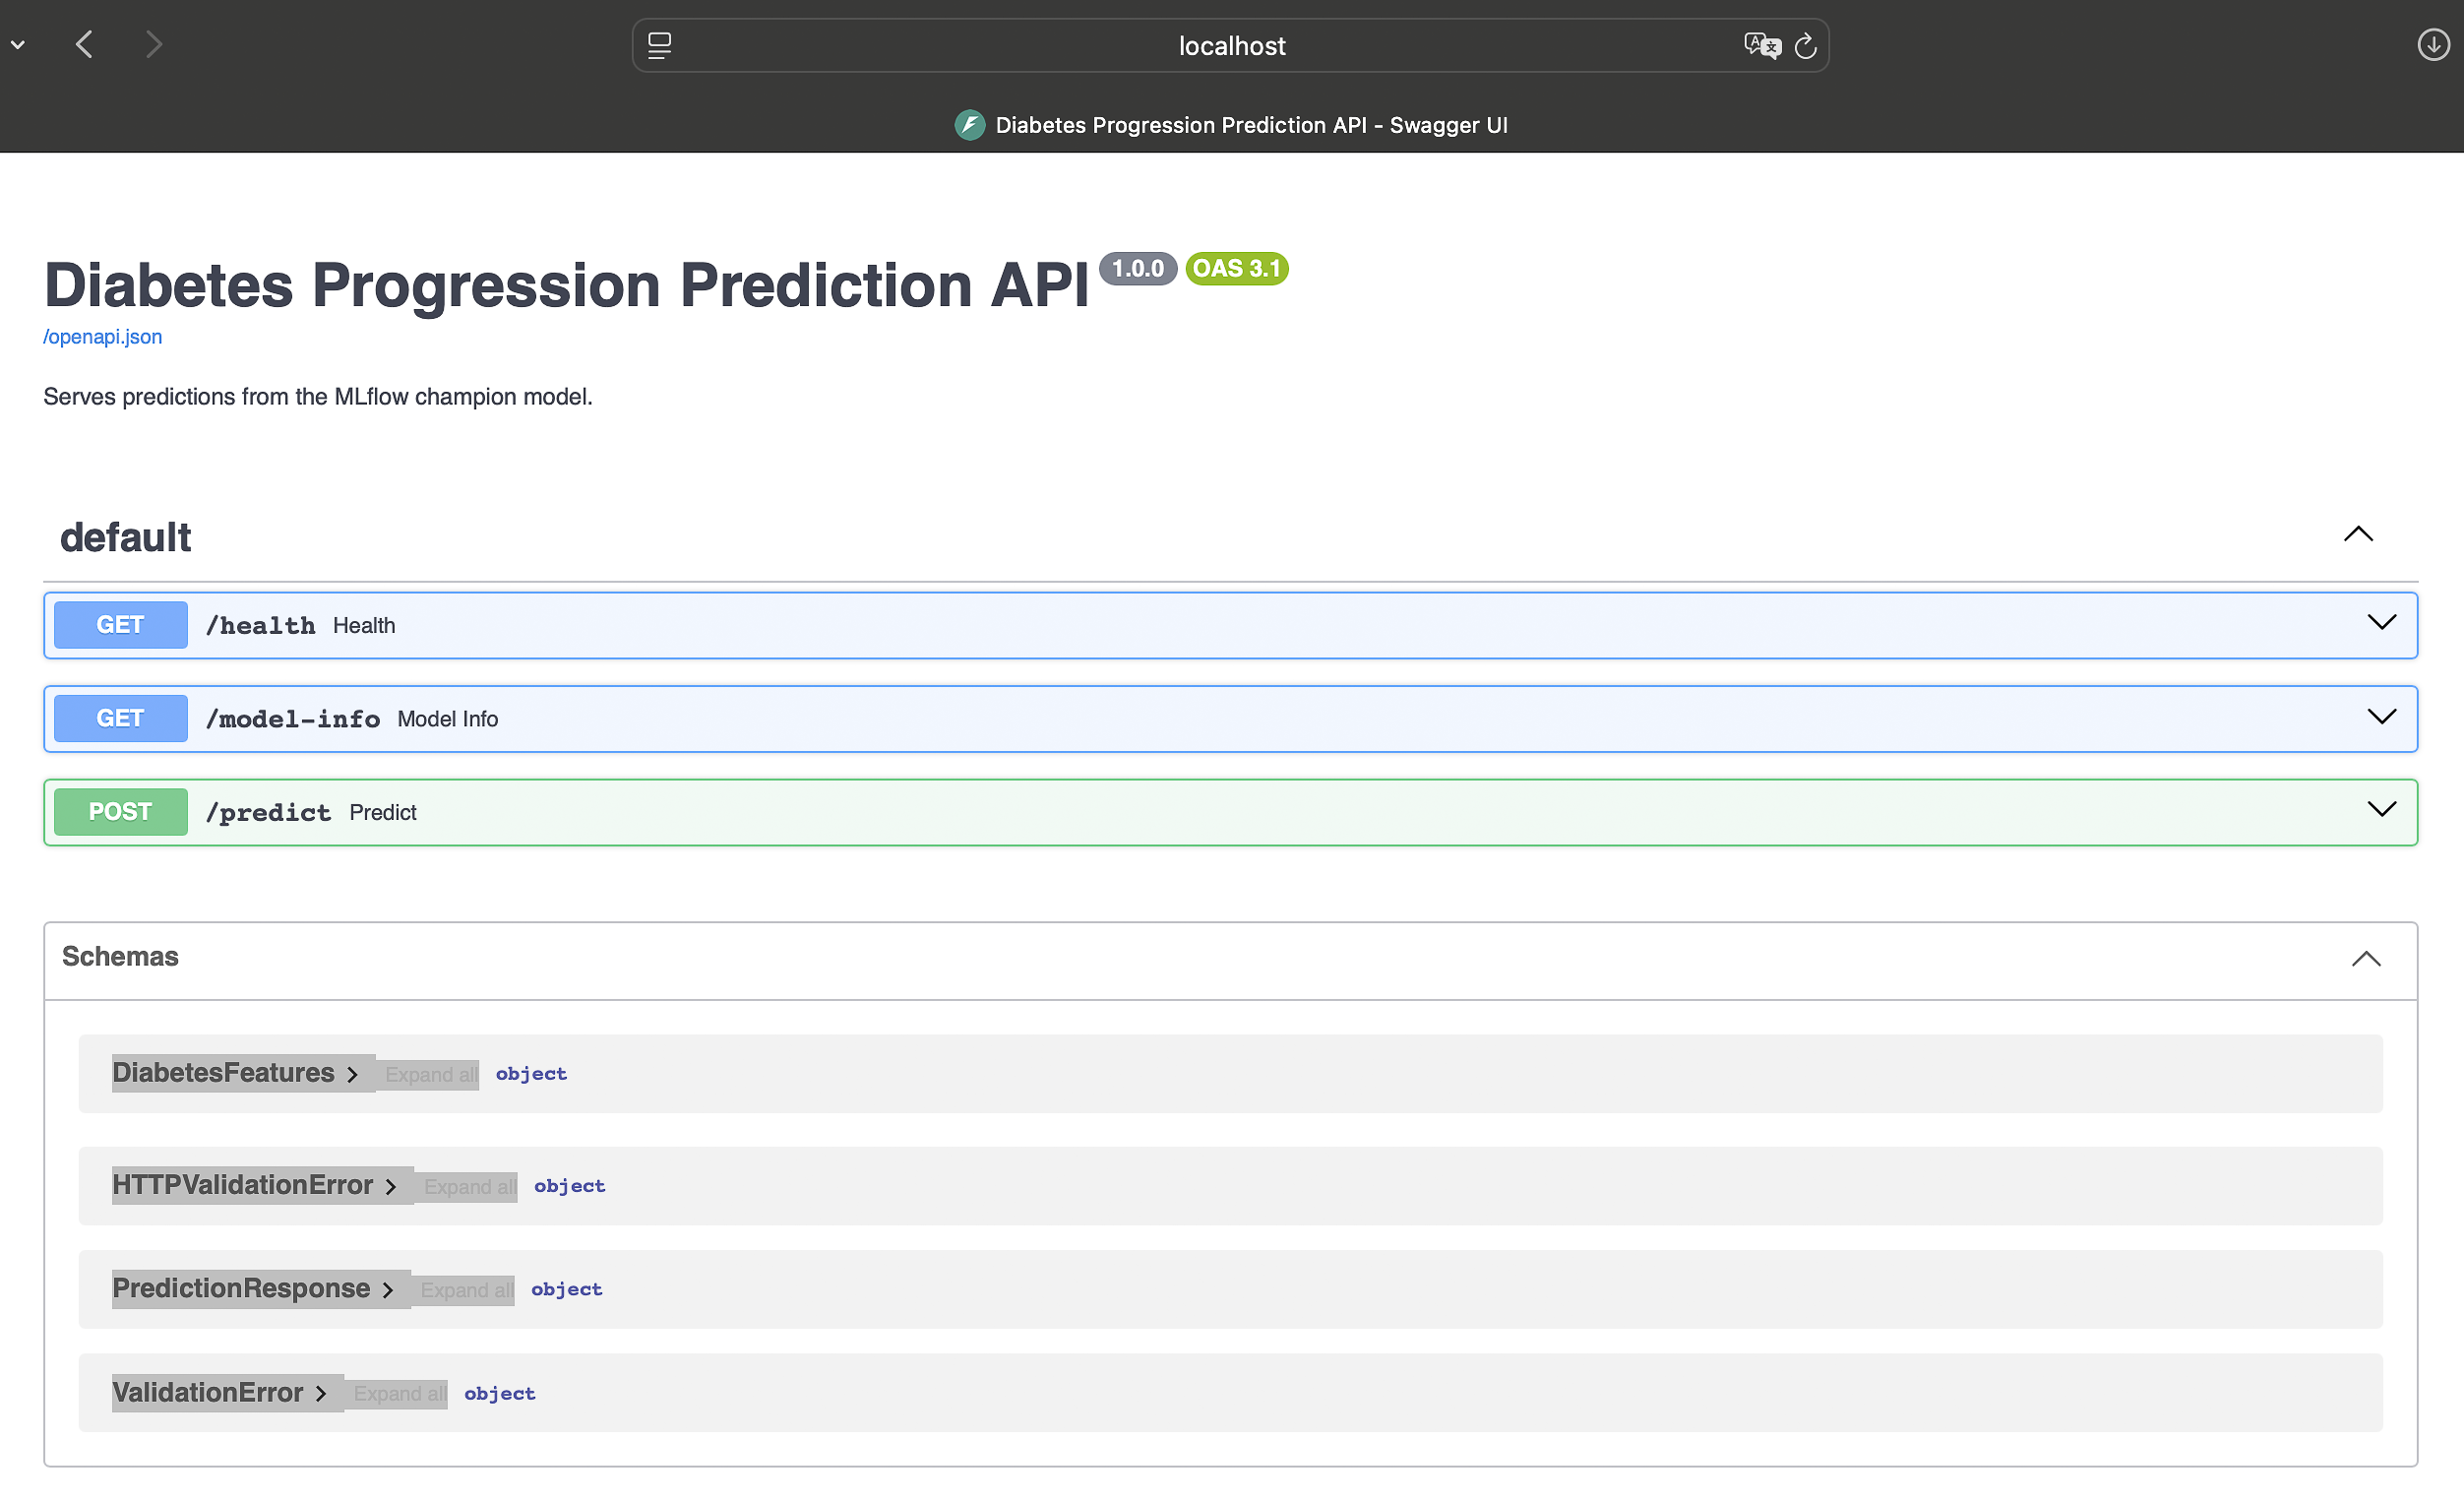 localhost
Diabetes Progression Prediction API - Swagger UI
Diabetes Progression Prediction API 1.0.0 OAS 3.1
/openapi.json
Serves predictions from the MLflow champion model.
default
GET /health Health
GET /model-info Model Info
POST /predict Predict
Schemas
DiabetesFeatures Expand all object
HTTPValidationError Expand all object
PredictionResponse Expand all object
ValidationError Expand all object